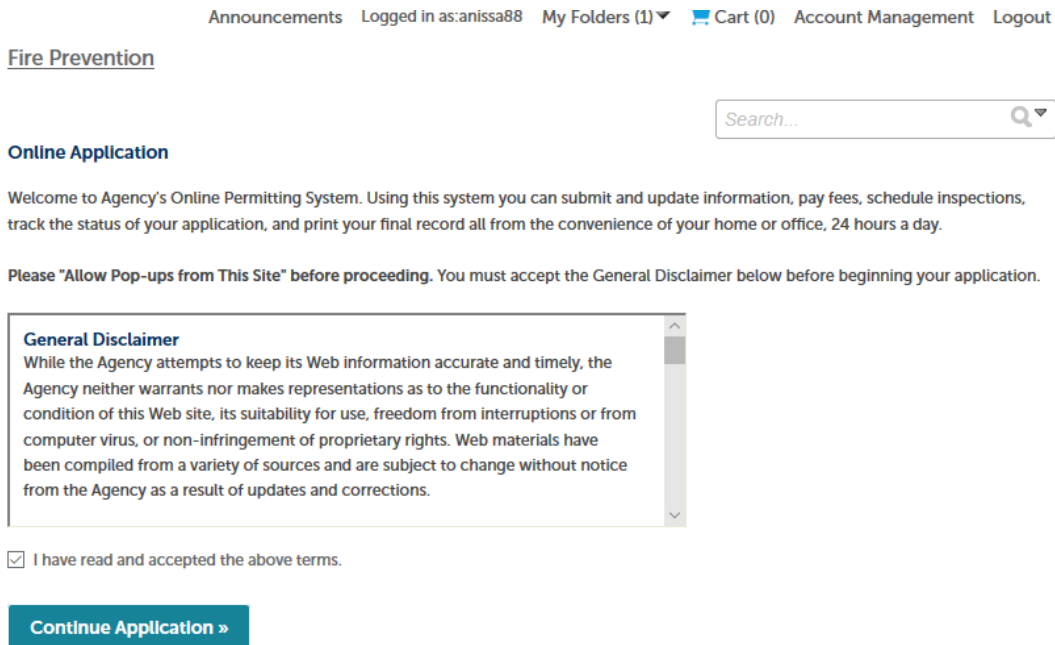 Announcements Logged in as:anissa88 My Folders (1) Cart (0) Account Management Logout
Fire Prevention
Search...
Online Application
Welcome to Agency's Online Permitting System. Using this system you can submit and update information, pay fees, schedule inspections,
track the status of your application, and print your final record all from the convenience of your home or office, 24 hours a day.
Please "Allow Pop-ups from This Site" before proceeding. You must accept the General Disclaimer below before beginning your application.
General Disclaimer
While the Agency attempts to keep its Web information accurate and timely, the
Agency neither warrants nor makes representations as to the functionality or
condition of this Web site, its suitability for use, freedom from interruptions or from
computer virus, or non-infringement of proprietary rights. Web materials have
been compiled from a variety of sources and are subject to change without notice
from the Agency as a result of updates and corrections.
I have read and accepted the above terms.
Continue Application »